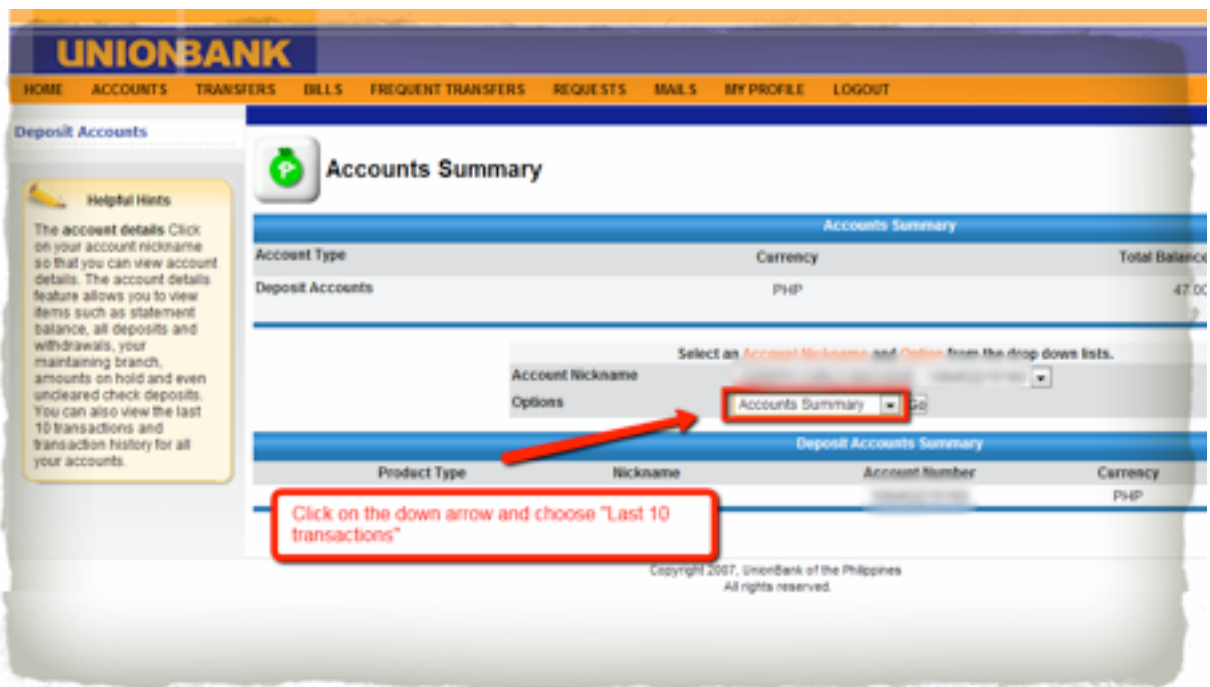 UNIONBANK
HOME ACCOUNTS TRANSFERS BILLS FREQUENT TRANSFERS REQUESTS MAILS MY PROFILE LOGOUT
Deposit Accounts
Accounts Summary
Helpful Hints
The account details Click
on your account nickname
so that you can view account
details. The account details
feature allows you to view
items such as statement
balance, all deposits and
withdrawals, your
maintaining branch,
amounts on hold and even
uncleared check deposits.
You can also view the last
10 transactions and
transaction history for all
your accounts.
Accounts Summary
Account Type Currency Total Balance
Deposit Accounts PHP 47.00
Select an Account Nickname and Option from the drop down lists.
Account Nickname
Options Accounts Summary Go
Deposit Accounts Summary
Product Type Nickname Account Number Currency
PHP
Click on the down arrow and choose "Last 10
transactions"
Copyright 2007, UnionBank of the Philippines
All rights reserved.